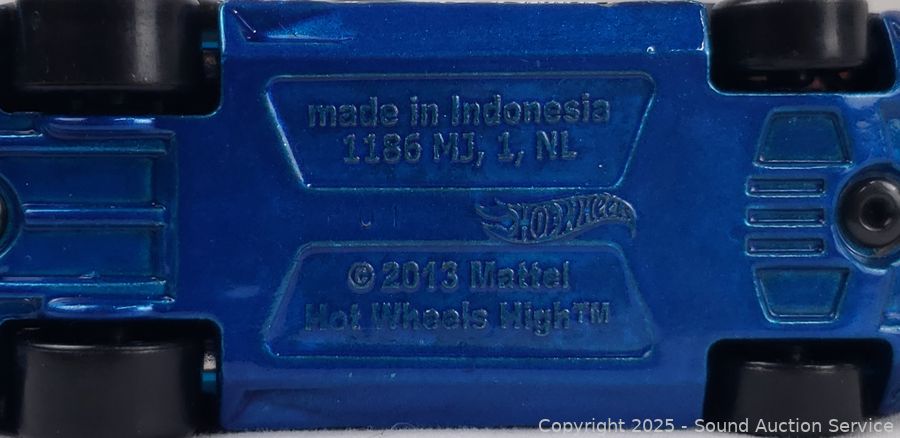 made in Indonesia
1186 MJ, 1, NL
HOT WHeeLs
© 2013 Mattel
Hot Wheels High™
Copyright 2025 - Sound Auction Service